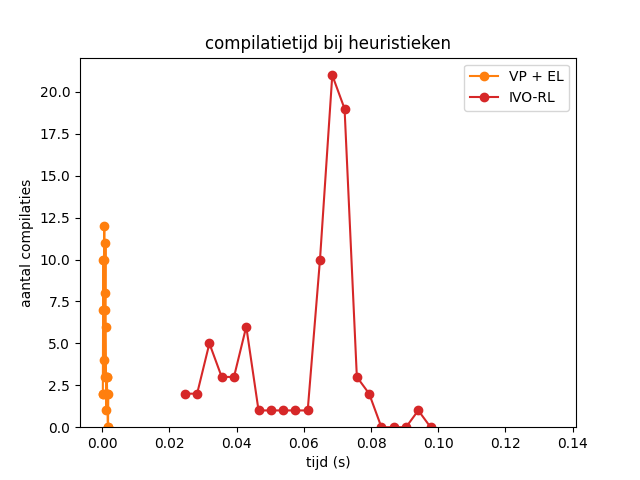 compilatietijd bij heuristieken
VP + EL
IVO-RL
aantal compilaties
20.0
17.5
15.0
12.5
10.0
7.5
5.0
2.5
0.0
0.00 0.02 0.04 0.06 0.08 0.10 0.12 0.14
tijd (s)